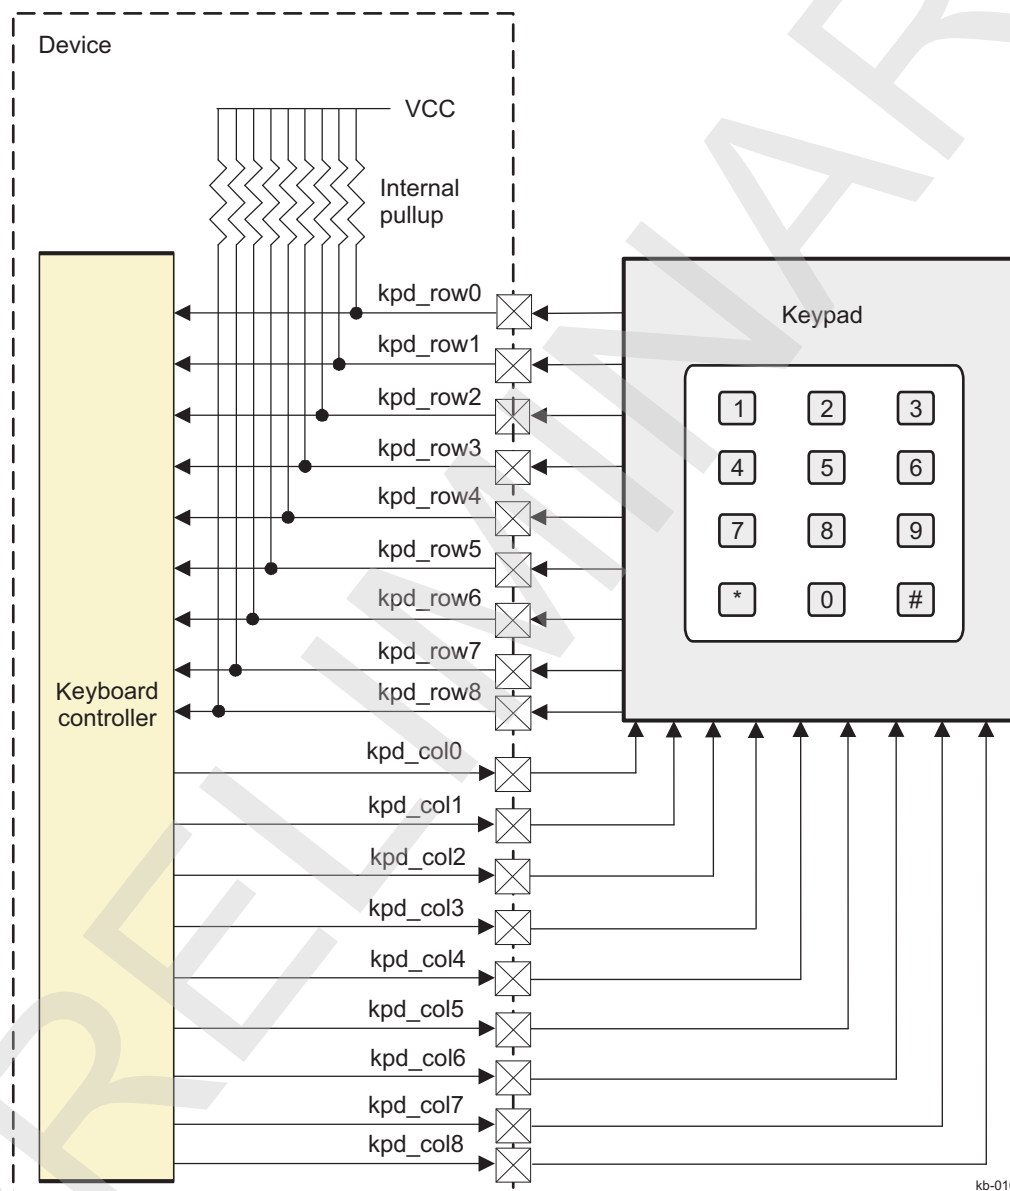 Device
VCC
Internal
pullup
kpd_row0
Keypad
kpd_row1
kpd_row2
1 2 3
kpd_row3
4 5 6
kpd_row4
kpd_row5
7 8 9
kpd_row6
* 0 #
kpd_row7
Keyboard
controller
kpd_row8
kpd_col0
kpd_col1
kpd_col2
kpd_col3
kpd_col4
kpd_col5
kpd_col6
kpd_col7
kpd_col8